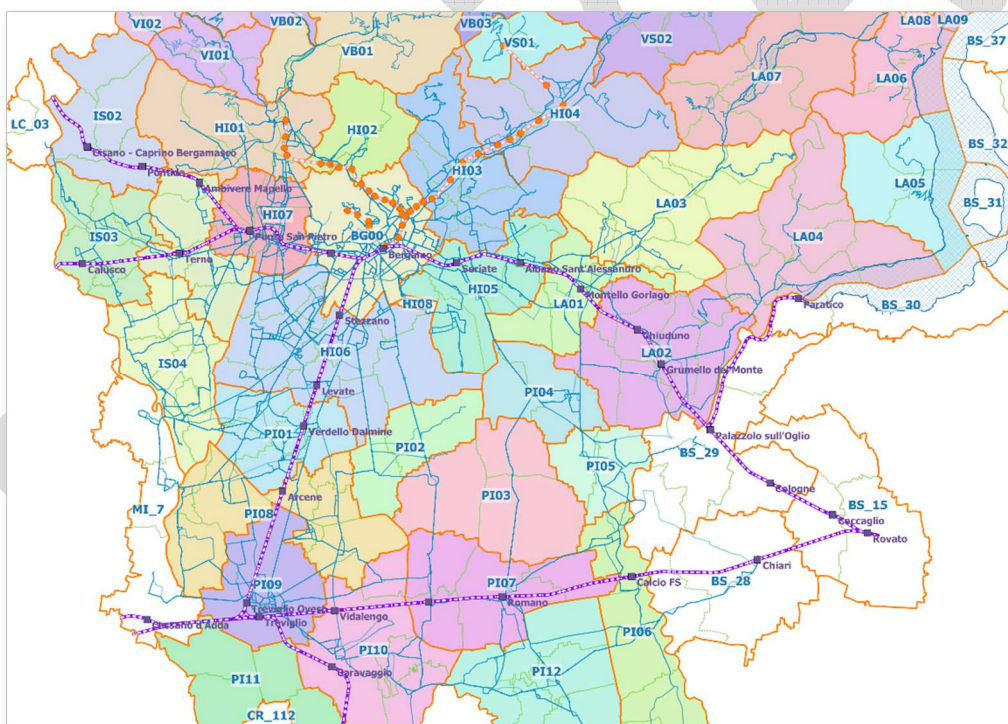 VI02
VB02
VB03
LA08
LA09
VI01
VB01
VS01
VS02
BS_37
LC_03
IS02
HI01
HI02
HI04
LA07
LA06
Cisano - Caprino Bergamasco
Pontida
Ambivere Mapello
HI03
BS_32
LA05
BS_31
IS03
HI07
Ponte San Pietro
BG00
LA03
LA04
Calusco
Terno
Bergamo
Seriate
Albano Sant'Alessandro
HI05
Montello Gorlago
HI08
LA01
Paratico
BS_30
Stezzano
Chiuduno
HI06
LA02
Grumello del Monte
IS04
Levate
PI04
PI01
Verdello Dalmine
PI02
Palazzolo sull'Oglio
BS_29
PI05
Cologne
Arcene
PI03
MI_7
PI08
BS_15
Coccaglio
Rovato
Chiari
BS_28
Calcio FS
PI09
PI07
Romano
Treviglio Ovest
Vidalengo
Cassano d'Adda
Treviglio
PI06
PI10
PI11
Caravaggio
PI12
CR_112